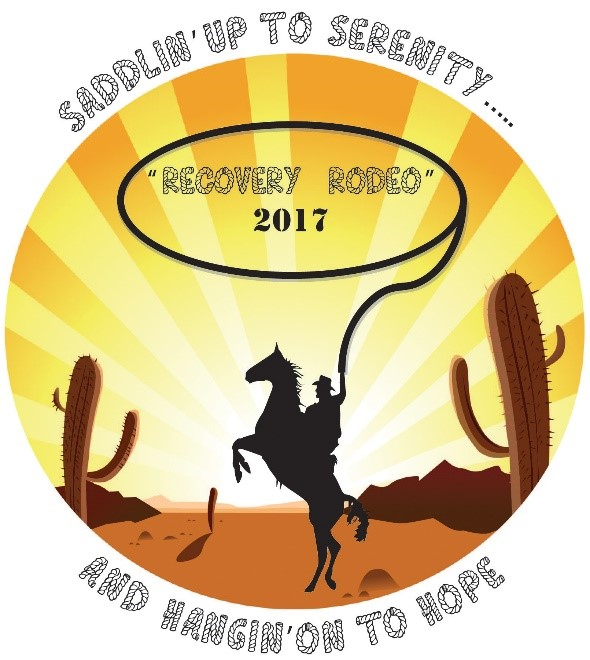 SADDLIN' UP TO SERENITY.....
"RECOVERY RODEO"
2017
AND HANGIN' ON TO HOPE